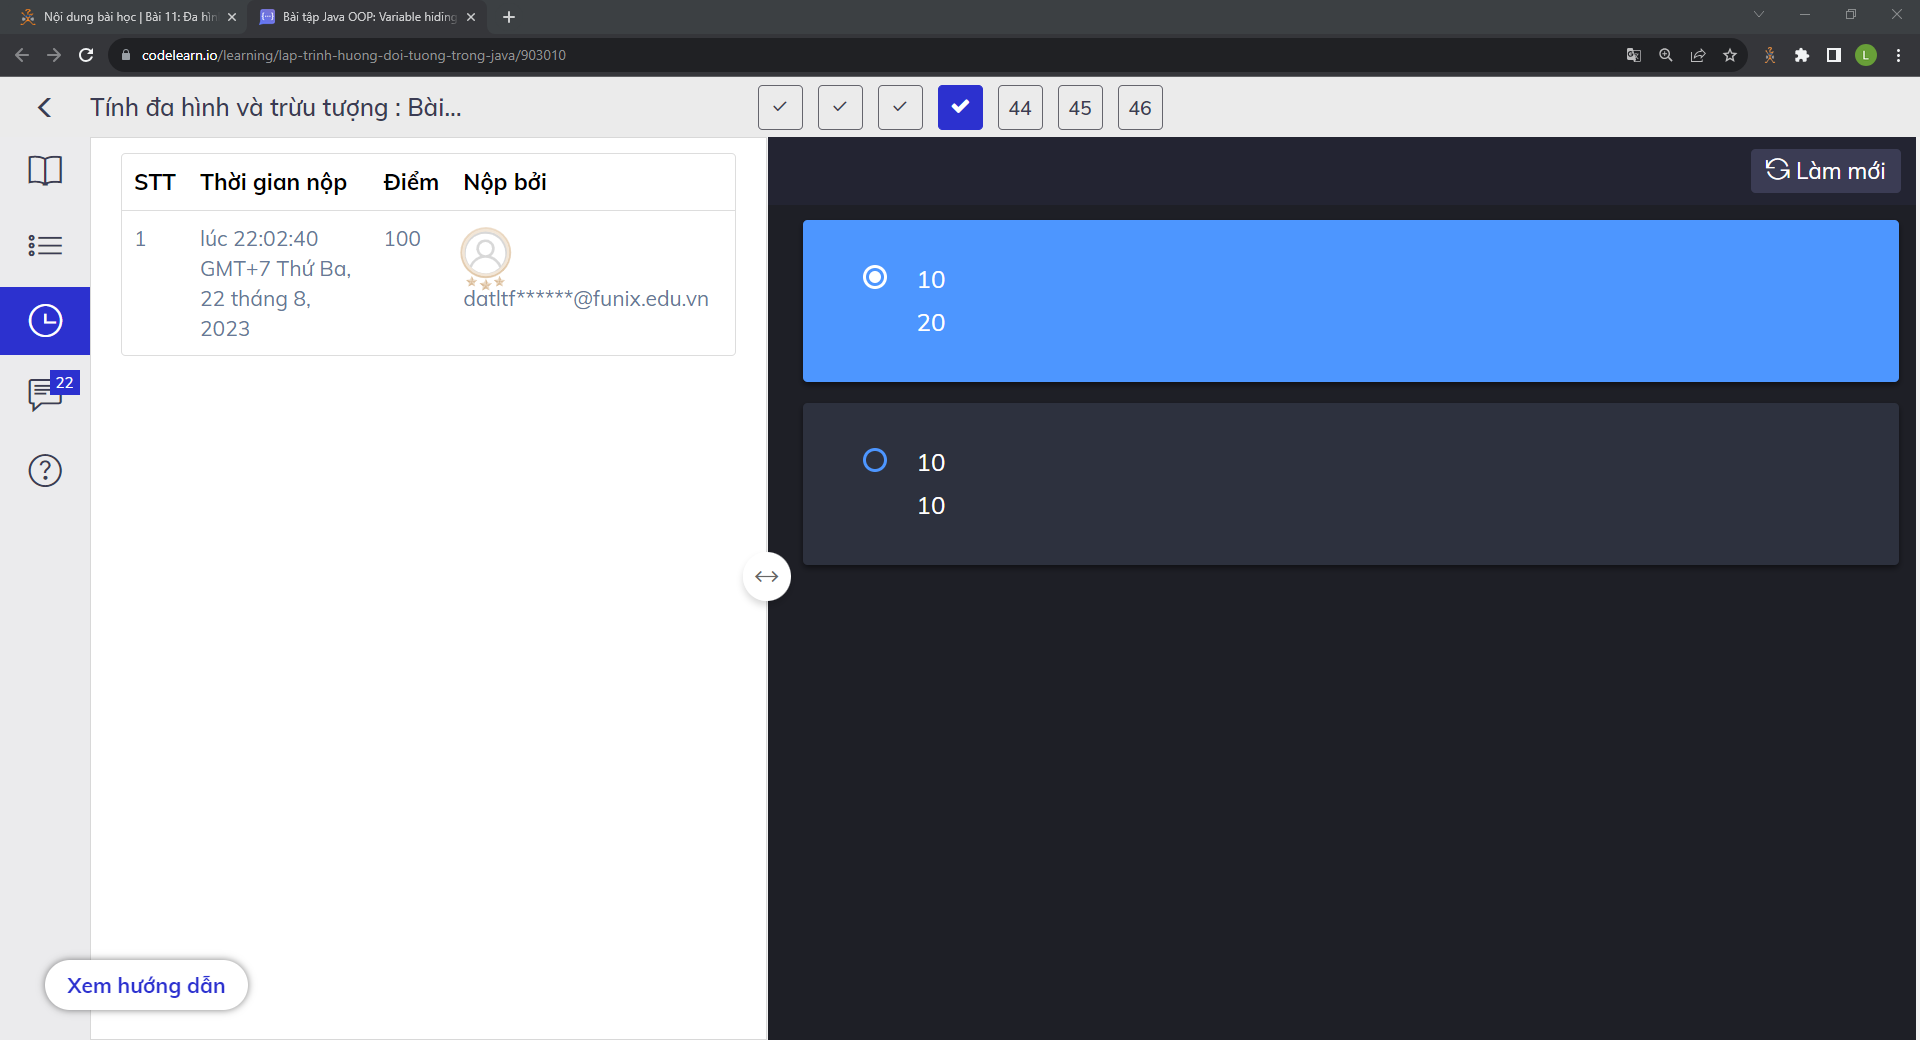 Nội dung bài học | Bài 11: Đa hìn
Bài tập Java OOP: Variable hiding
codelearn.io/learning/lap-trinh-huong-doi-tuong-trong-java/903010
L
Tính đa hình và trừu tượng : Bài...
44
45
46
STT Thời gian nộp Điểm Nộp bởi
1 lúc 22:02:40 100
GMT+7 Thứ Ba,
22 tháng 8, datltf******@funix.edu.vn
2023
22
?
Xem hướng dẫn
Làm mới
10
20
10
10